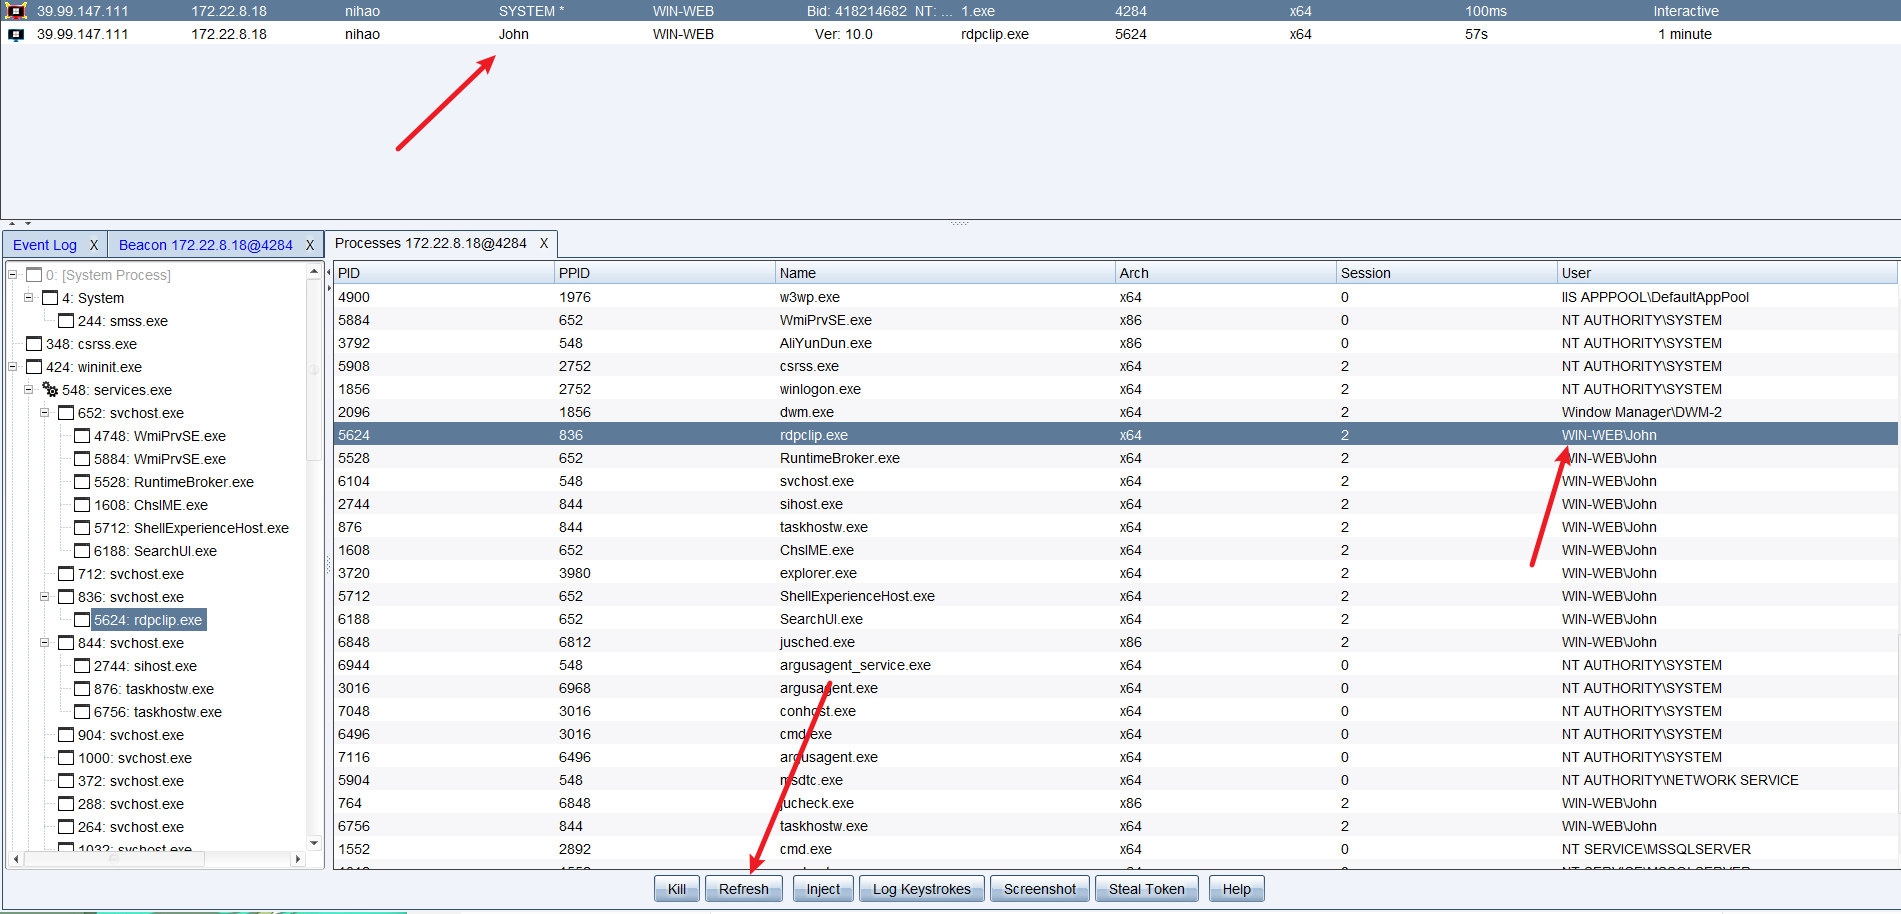 39.99.147.111 172.22.8.18 nihao SYSTEM * WIN-WEB Bid: 418214682 NT: ... 1.exe 4284 x64 100ms Interactive
39.99.147.111 172.22.8.18 nihao John WIN-WEB Ver: 10.0 rdpclip.exe 5624 x64 57s 1 minute
Event Log X Beacon 172.22.8.18@4284 X Processes 172.22.8.18@4284 X
0: [System Process]
4: System
244: smss.exe
348: csrss.exe
424: wininit.exe
548: services.exe
652: svchost.exe
4748: WmiPrvSE.exe
5884: WmiPrvSE.exe
5528: RuntimeBroker.exe
1608: ChsIME.exe
5712: ShellExperienceHost.exe
6188: SearchUI.exe
712: svchost.exe
836: svchost.exe
5624: rdpclip.exe
844: svchost.exe
2744: sihost.exe
876: taskhostw.exe
6756: taskhostw.exe
904: svchost.exe
1000: svchost.exe
372: svchost.exe
288: svchost.exe
264: svchost.exe
1032: svchost.exe
PID PPID Name Arch Session User
4900 1976 w3wp.exe x64 0 IIS APPPOOL\DefaultAppPool
5884 652 WmiPrvSE.exe x86 0 NT AUTHORITY\SYSTEM
3792 548 AliYunDun.exe x86 0 NT AUTHORITY\SYSTEM
5908 2752 csrss.exe x64 2 NT AUTHORITY\SYSTEM
1856 2752 winlogon.exe x64 2 NT AUTHORITY\SYSTEM
2096 1856 dwm.exe x64 2 Window Manager\DWM-2
5624 836 rdpclip.exe x64 2 WIN-WEB\John
5528 652 RuntimeBroker.exe x64 2 WIN-WEB\John
6104 548 svchost.exe x64 2 WIN-WEB\John
2744 844 sihost.exe x64 2 WIN-WEB\John
876 844 taskhostw.exe x64 2 WIN-WEB\John
1608 652 ChsIME.exe x64 2 WIN-WEB\John
3720 3980 explorer.exe x64 2 WIN-WEB\John
5712 652 ShellExperienceHost.exe x64 2 WIN-WEB\John
6188 652 SearchUI.exe x64 2 WIN-WEB\John
6848 6812 jusched.exe x86 2 WIN-WEB\John
6944 548 argusagent_service.exe x64 0 NT AUTHORITY\SYSTEM
3016 6968 argusagent.exe x64 0 NT AUTHORITY\SYSTEM
7048 3016 conhost.exe x64 0 NT AUTHORITY\SYSTEM
6496 3016 cmd.exe x64 0 NT AUTHORITY\SYSTEM
7116 6496 argusagent.exe x64 0 NT AUTHORITY\SYSTEM
5904 548 msdtc.exe x64 0 NT AUTHORITY\NETWORK SERVICE
764 6848 jucheck.exe x86 2 WIN-WEB\John
6756 844 taskhostw.exe x64 2 WIN-WEB\John
1552 2892 cmd.exe x64 0 NT SERVICE\MSSQLSERVER
Kill Refresh Inject Log Keystrokes Screenshot Steal Token Help